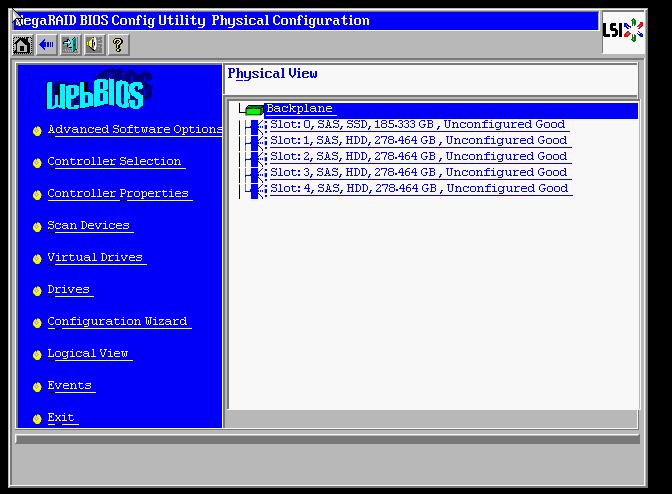 MegaRAID BIOS Config Utility Physical Configuration
LSI
?
Physical View
WebBIOS
Advanced Software Options
Controller Selection
Controller Properties
Scan Devices
Virtual Drives
Drives
Configuration Wizard
Logical View
Events
Exit
Backplane
Slot: 0, SAS, SSD, 185.333 GB, Unconfigured Good
Slot: 1, SAS, HDD, 278.464 GB, Unconfigured Good
Slot: 2, SAS, HDD, 278.464 GB, Unconfigured Good
Slot: 3, SAS, HDD, 278.464 GB, Unconfigured Good
Slot: 4, SAS, HDD, 278.464 GB, Unconfigured Good